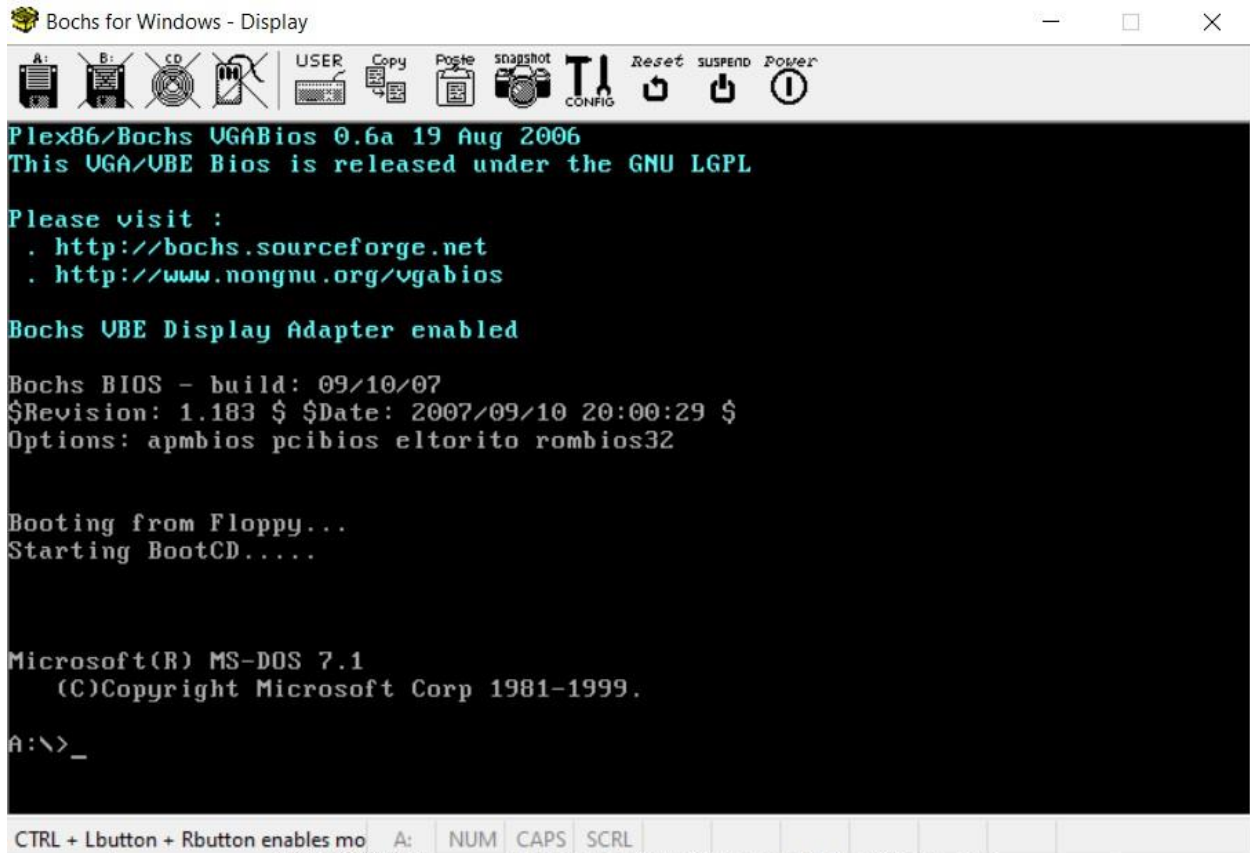 Bochs for Windows - Display
A: B: CD USER Copy Paste snapshot CONFIG Reset SUSPEND Power
Plex86/Bochs VGABios 0.6a 19 Aug 2006
This VGA/VBE Bios is released under the GNU LGPL
Please visit :
. http://bochs.sourceforge.net
. http://www.nongnu.org/vgabios
Bochs VBE Display Adapter enabled
Bochs BIOS - build: 09/10/07
$Revision: 1.183 $ $Date: 2007/09/10 20:00:29 $
Options: apmbios pcibios eltorito rombios32
Booting from Floppy...
Starting BootCD.....
Microsoft(R) MS-DOS 7.1
(C)Copyright Microsoft Corp 1981-1999.
A:\>_
CTRL + Lbutton + Rbutton enables mo A: NUM CAPS SCRL